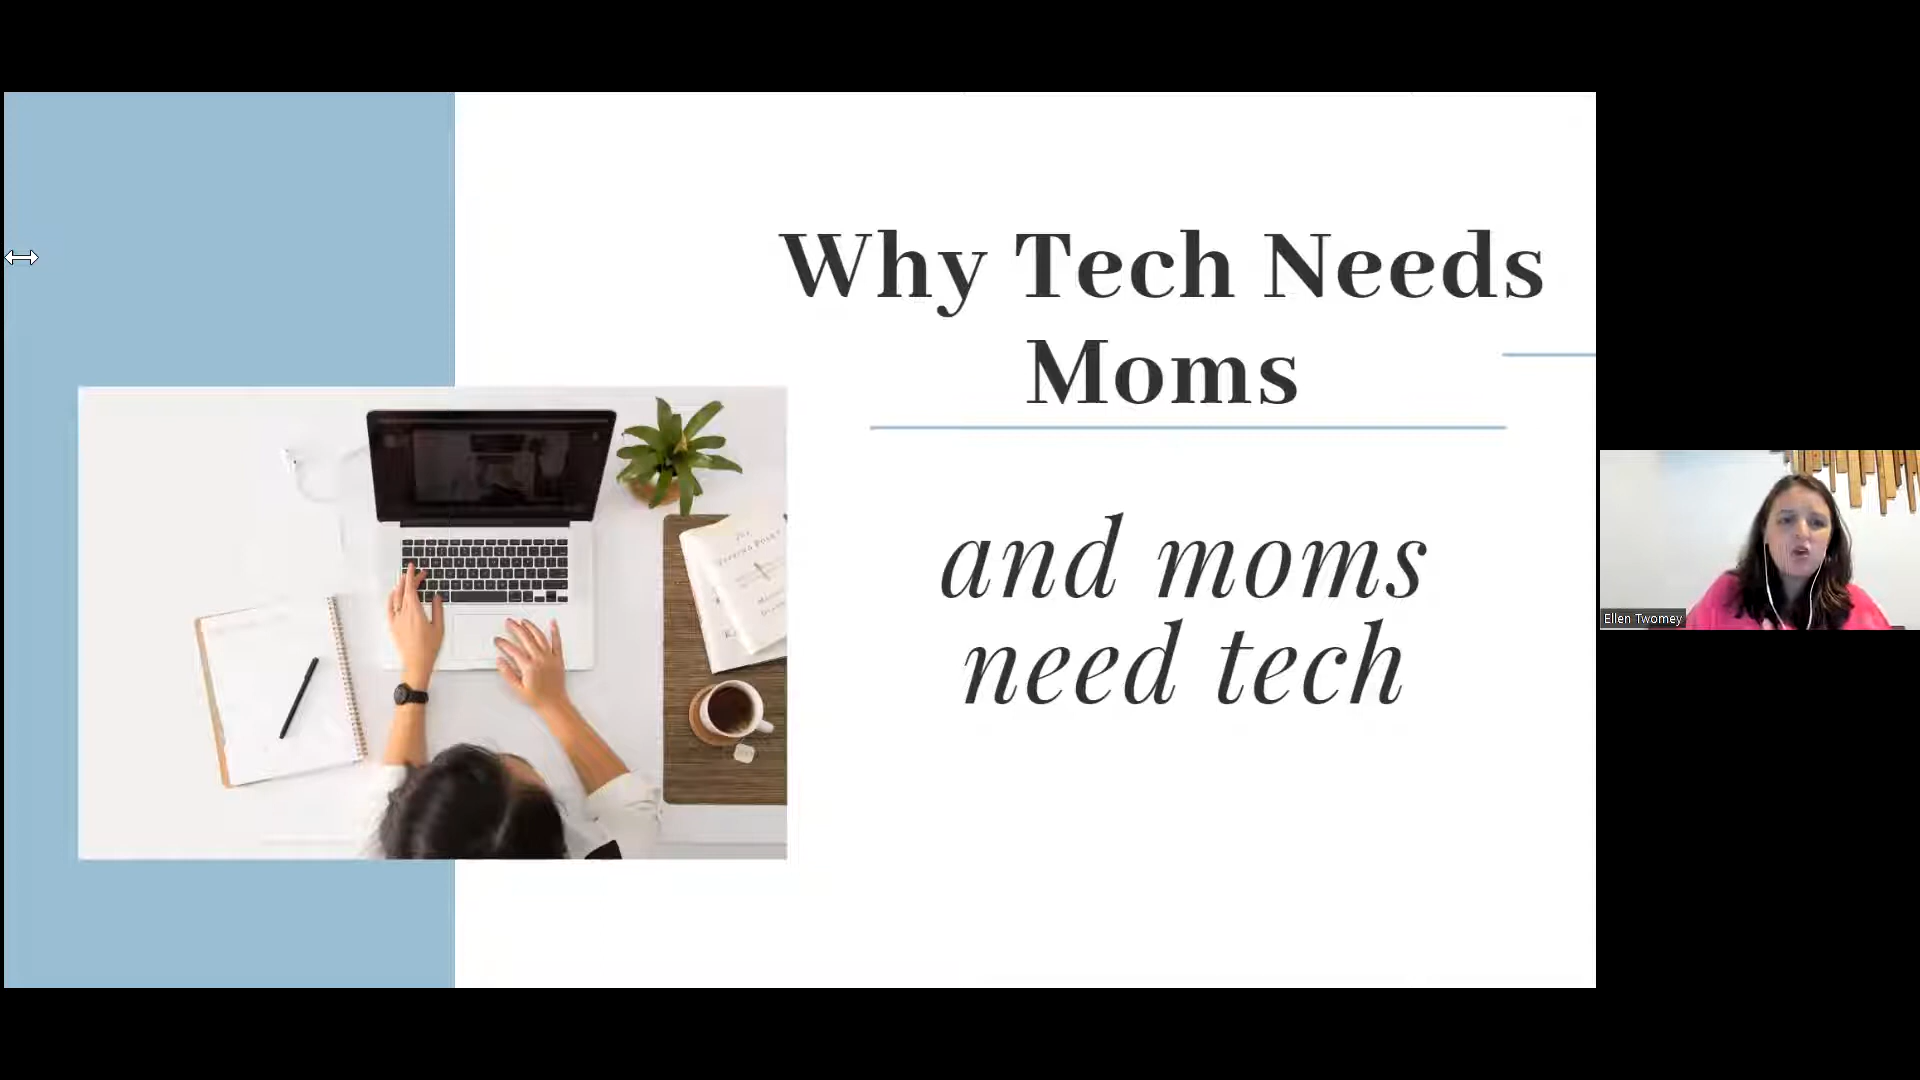 Why Tech Needs
Moms
and moms
need tech
Ellen Twomey